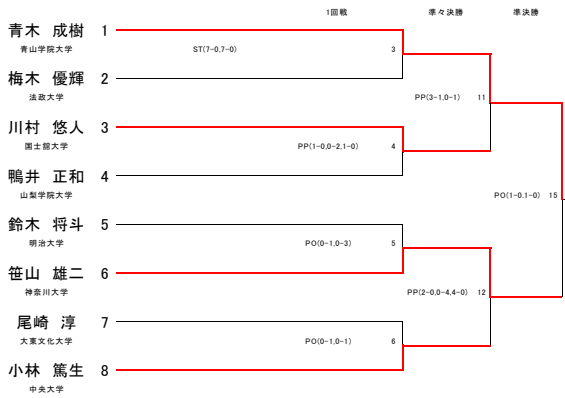 1回戦 準々決勝 準決勝
青木 成樹 1
青山学院大学
ST(7-0,7-0) 3
梅木 優輝 2
法政大学
PP(3-1,0-1) 11
川村 悠人 3
国士舘大学
PP(1-0,0-2,1-0) 4
鴨井 正和 4
山梨学院大学
PO(1-0.1-0) 15
鈴木 将斗 5
明治大学
PO(0-1,0-3) 5
笹山 雄二 6
神奈川大学
PP(2-0,0-4,4-0) 12
尾崎 淳 7
大東文化大学
PO(0-1,0-1) 6
小林 篤生 8
中央大学